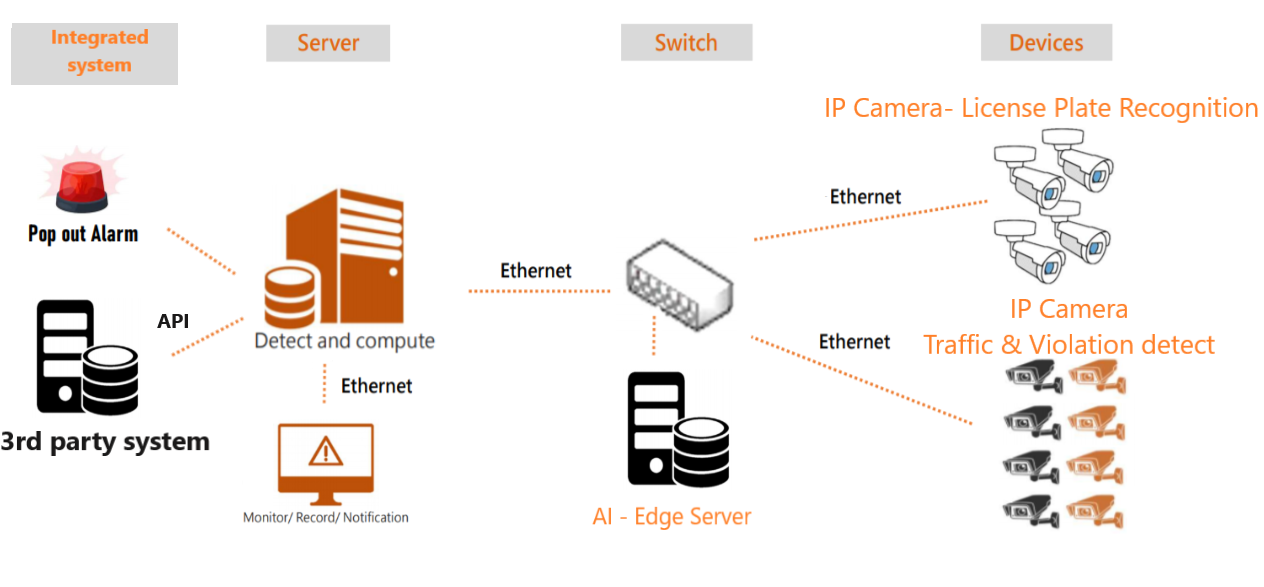 Integrated
system
Server
Switch
Devices
IP Camera- License Plate Recognition
Ethernet
Pop out Alarm
Ethernet
API
Detect and compute
IP Camera
Traffic & Violation detect
Ethernet
Ethernet
3rd party system
Monitor/ Record/ Notification
AI - Edge Server